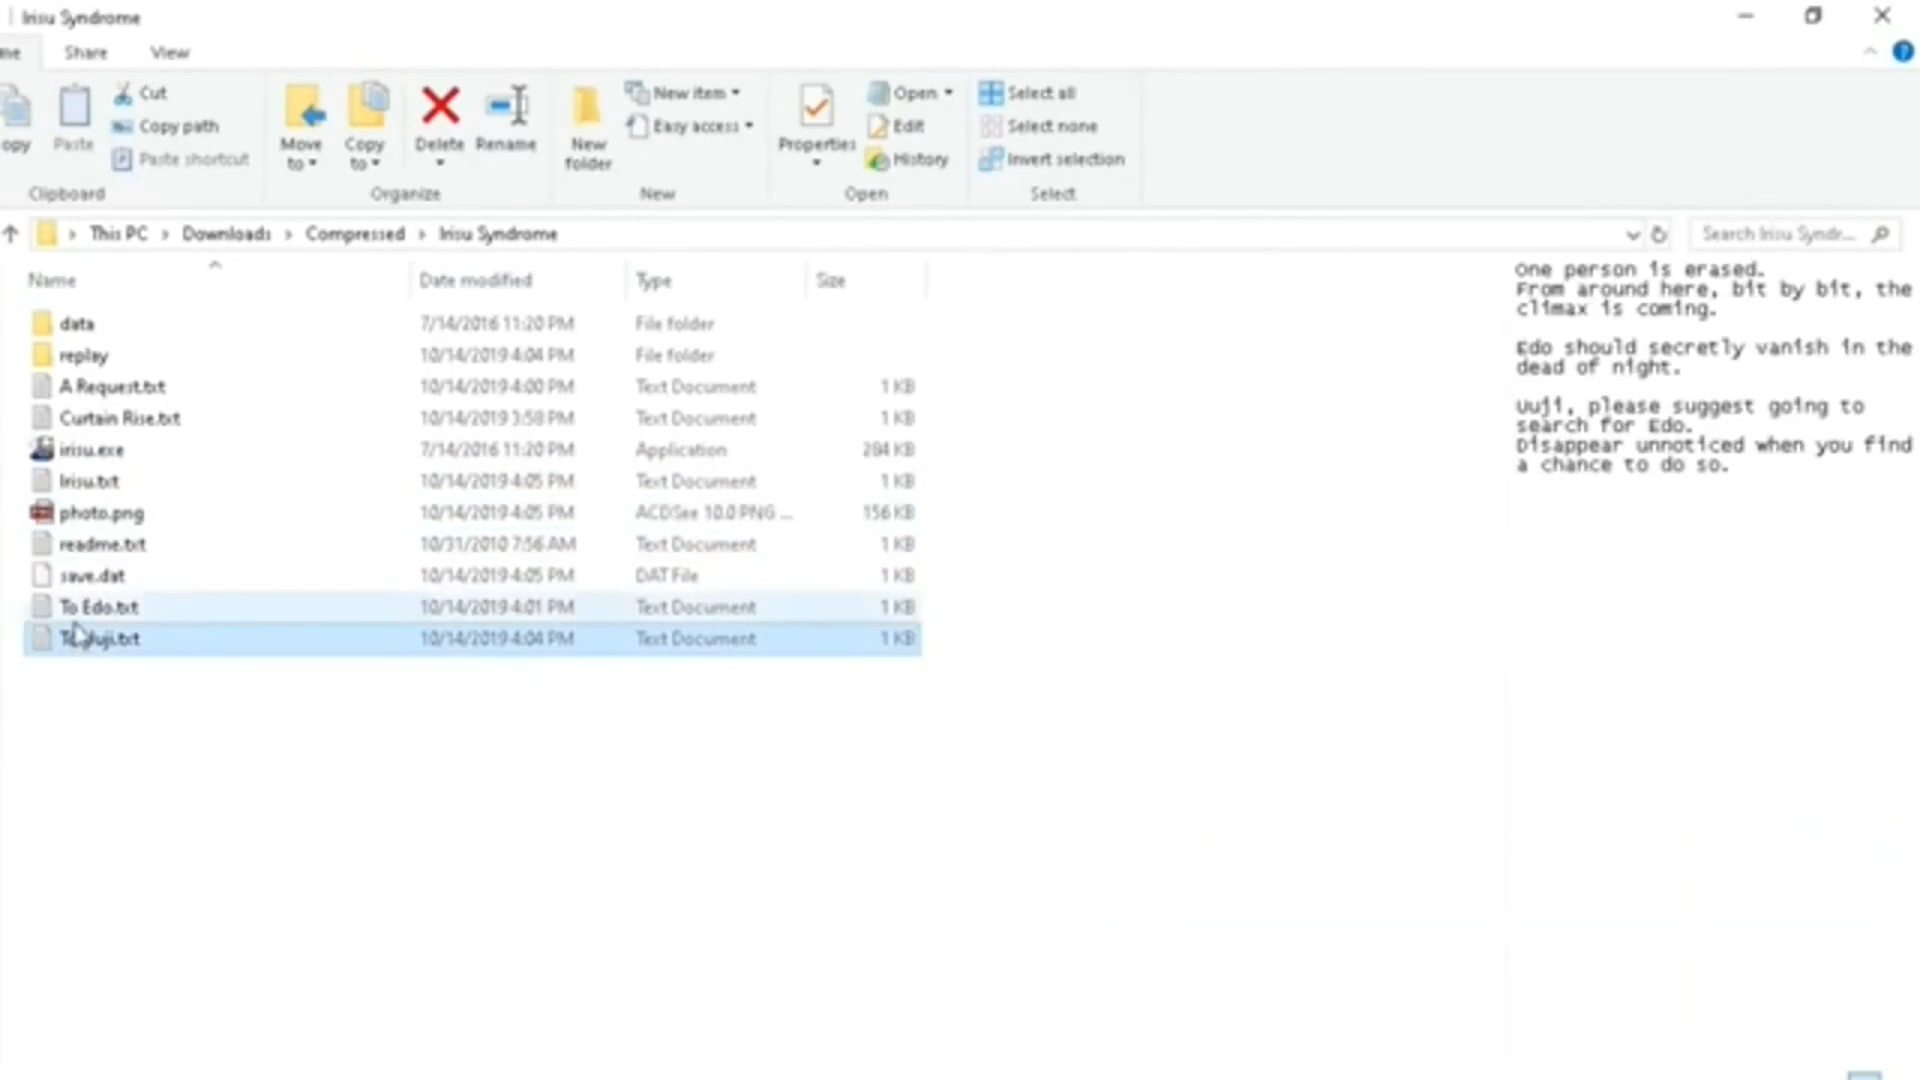 Irisu Syndrome
me Share View
opy Paste Cut Copy path Paste shortcut
Move to Copy to Delete Rename
New folder New item Easy access
Properties Open Edit History
Select all Select none Invert selection
Clipboard Organize New Open Select
This PC > Downloads > Compressed > Irisu Syndrome
Search Irisu Syndr...
Name Date modified Type Size
data 7/14/2016 11:20 PM File folder
replay 10/14/2019 4:04 PM File folder
A Request.txt 10/14/2019 4:00 PM Text Document 1 KB
Curtain Rise.txt 10/14/2019 3:58 PM Text Document 1 KB
irisu.exe 7/14/2016 11:20 PM Application 284 KB
Irisu.txt 10/14/2019 4:05 PM Text Document 1 KB
photo.png 10/14/2019 4:05 PM ACDSee 10.0 PNG ... 156 KB
readme.txt 10/31/2010 7:56 AM Text Document 1 KB
save.dat 10/14/2019 4:05 PM DAT File 1 KB
To Edo.txt 10/14/2019 4:01 PM Text Document 1 KB
10/14/2019 4:04 PM Text Document 1 KB
One person is erased.
From around here, bit by bit, the
climax is coming.
Edo should secretly vanish in the
dead of night.
Uuji, please suggest going to
search for Edo.
Disappear unnoticed when you find
a chance to do so.